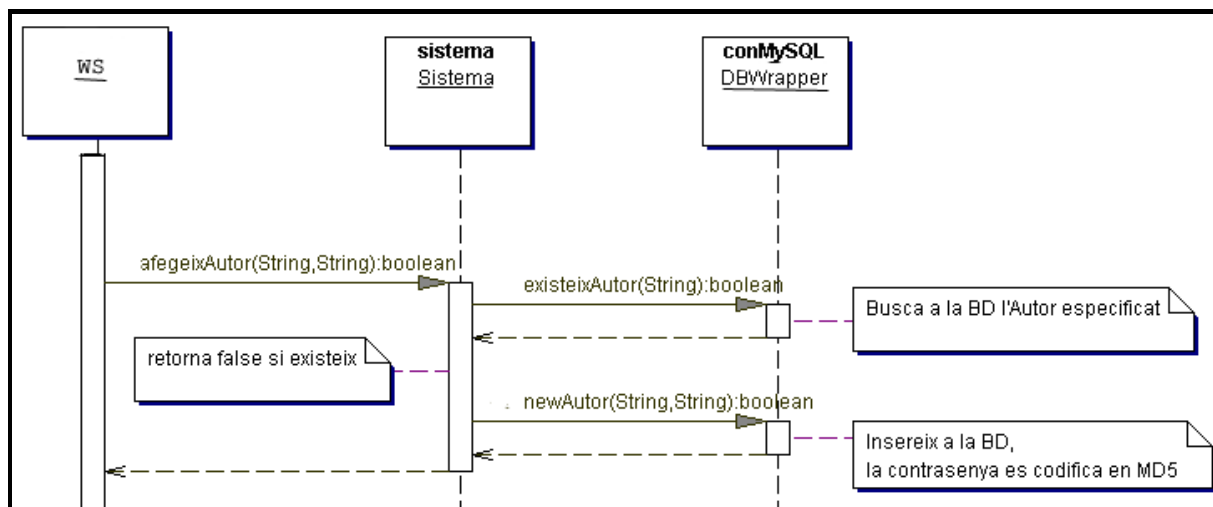 WS
sistema
Sistema
conMySQL
DBWrapper
afegeixAutor(String,String):boolean
existeixAutor(String):boolean
Busca a la BD l'Autor especificat
retorna false si existeix
newAutor(String,String):boolean
Insereix a la BD,
la contrasenya es codifica en MD5